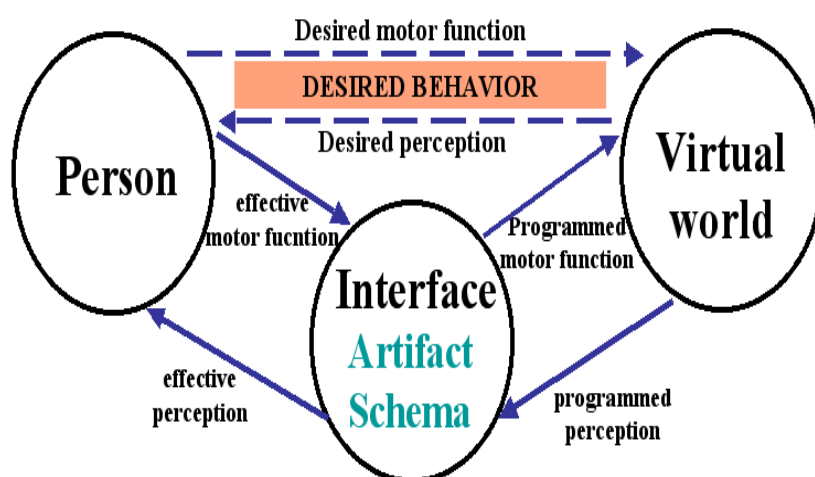 Desired motor function
DESIRED BEHAVIOR
Desired perception
Person
Virtual
world
effective
motor fucntion
Programmed
motor function
Interface
Artifact
Schema
effective
perception
programmed
perception